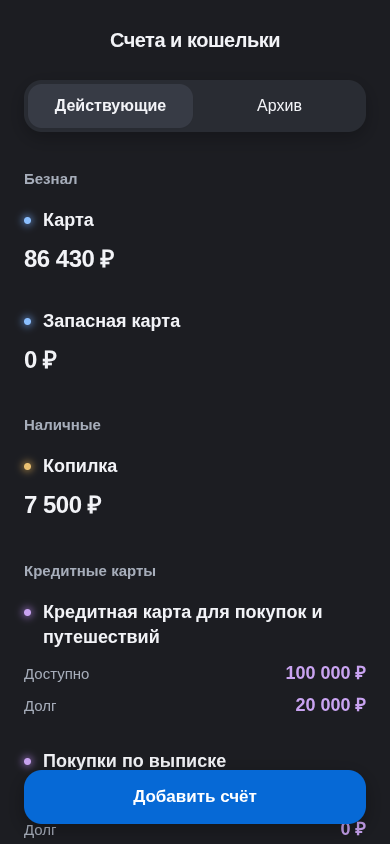 Счета и кошельки
Действующие
Архив
Безнал
Карта
86 430 ₽
Запасная карта
0 ₽
Наличные
Копилка
7 500 ₽
Кредитные карты
Кредитная карта для покупок и
путешествий
Доступно 100 000 ₽
Долг 20 000 ₽
Покупки по выписке
Добавить счёт
Долг 0 ₽